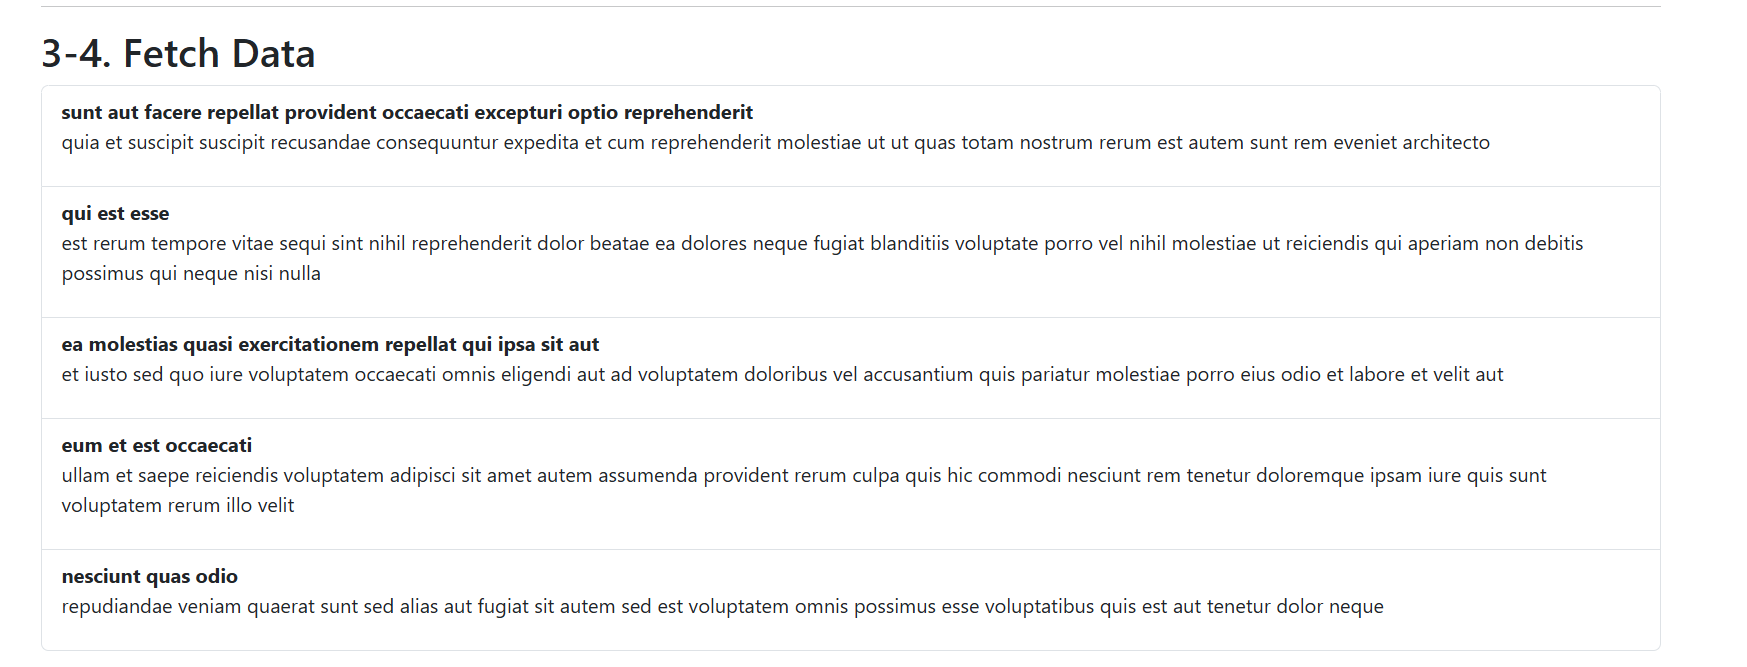 3-4. Fetch Data
sunt aut facere repellat provident occaecati excepturi optio reprehenderit
quia et suscipit suscipit recusandae consequuntur expedita et cum reprehenderit molestiae ut ut quas totam nostrum rerum est autem sunt rem eveniet architecto
qui est esse
est rerum tempore vitae sequi sint nihil reprehenderit dolor beatae ea dolores neque fugiat blanditiis voluptate porro vel nihil molestiae ut reiciendis qui aperiam non debitis
possimus qui neque nisi nulla
ea molestias quasi exercitationem repellat qui ipsa sit aut
et iusto sed quo iure voluptatem occaecati omnis eligendi aut ad voluptatem doloribus vel accusantium quis pariatur molestiae porro eius odio et labore et velit aut
eum et est occaecati
ullam et saepe reiciendis voluptatem adipisci sit amet autem assumenda provident rerum culpa quis hic commodi nesciunt rem tenetur doloremque ipsam iure quis sunt
voluptatem rerum illo velit
nesciunt quas odio
repudiandae veniam quaerat sunt sed alias aut fugiat sit autem sed est voluptatem omnis possimus esse voluptatibus quis est aut tenetur dolor neque